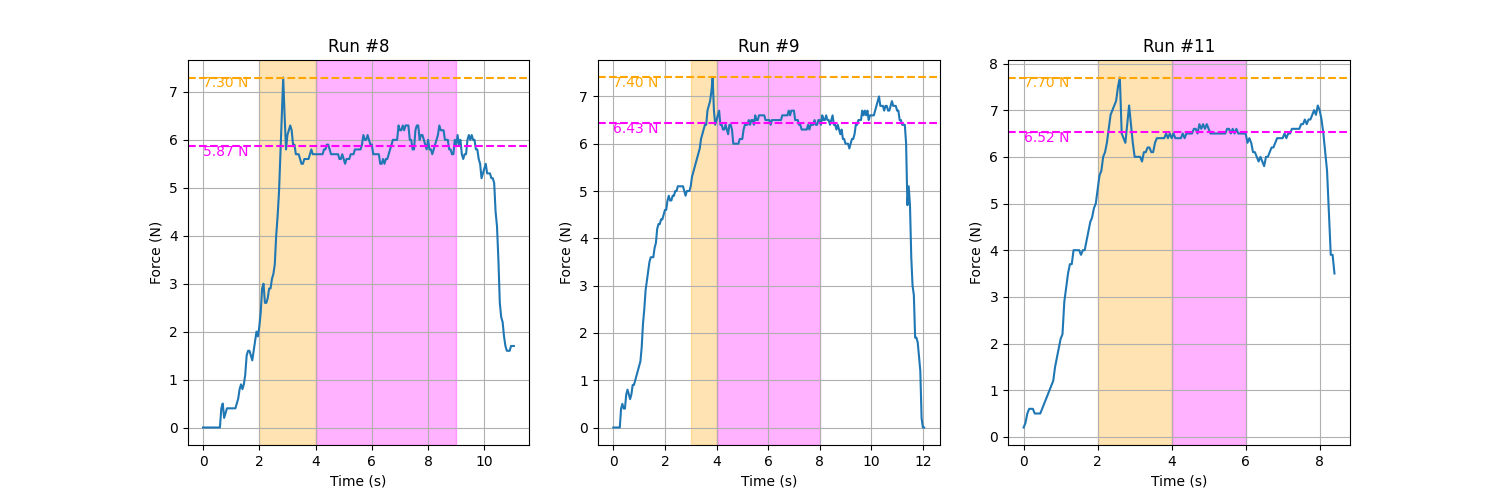 Run #8
7.30 N
5.87 N
Force (N)
7
6
5
4
3
2
1
0
0 2 4 6 8 10
Time (s)
Run #9
7.40 N
6.43 N
Force (N)
7
6
5
4
3
2
1
0
0 2 4 6 8 10 12
Time (s)
Run #11
7.70 N
6.52 N
Force (N)
8
7
6
5
4
3
2
1
0
0 2 4 6 8
Time (s)